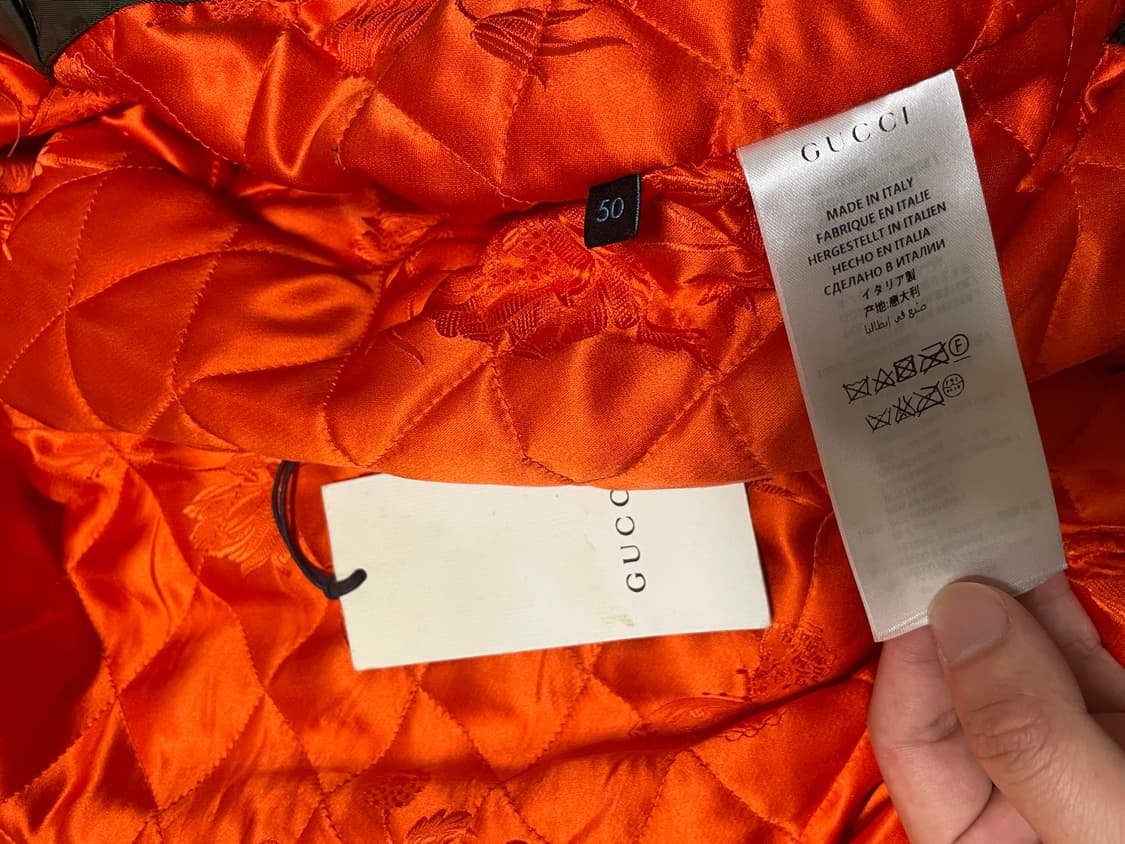 GUCCI
MADE IN ITALY
FABRIQUE EN ITALIE
HERGESTELLT IN ITALIEN
HECHO EN ITALIA
СДЕЛАНО В ИТАЛИИ
イタリア製
产地:意大利
صنع في إيطاليا
F
50
GUCC